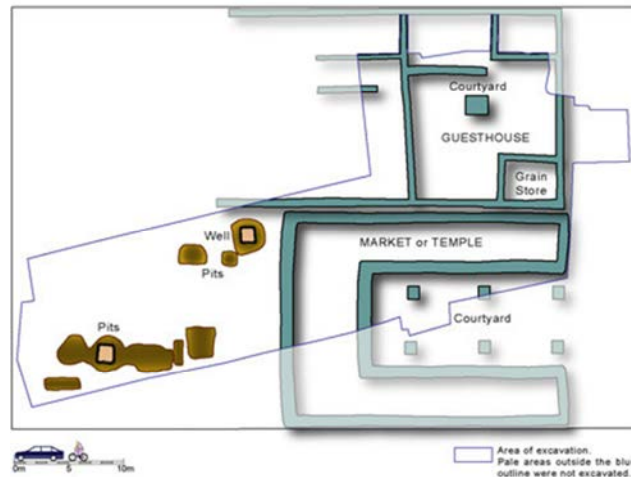 Courtyard
GUESTHOUSE
Grain
Store
Well
MARKET or TEMPLE
Pits
Courtyard
Pits
0m 5 10m
Area of excavation.
Pale areas outside the blu
outline were not excavated.